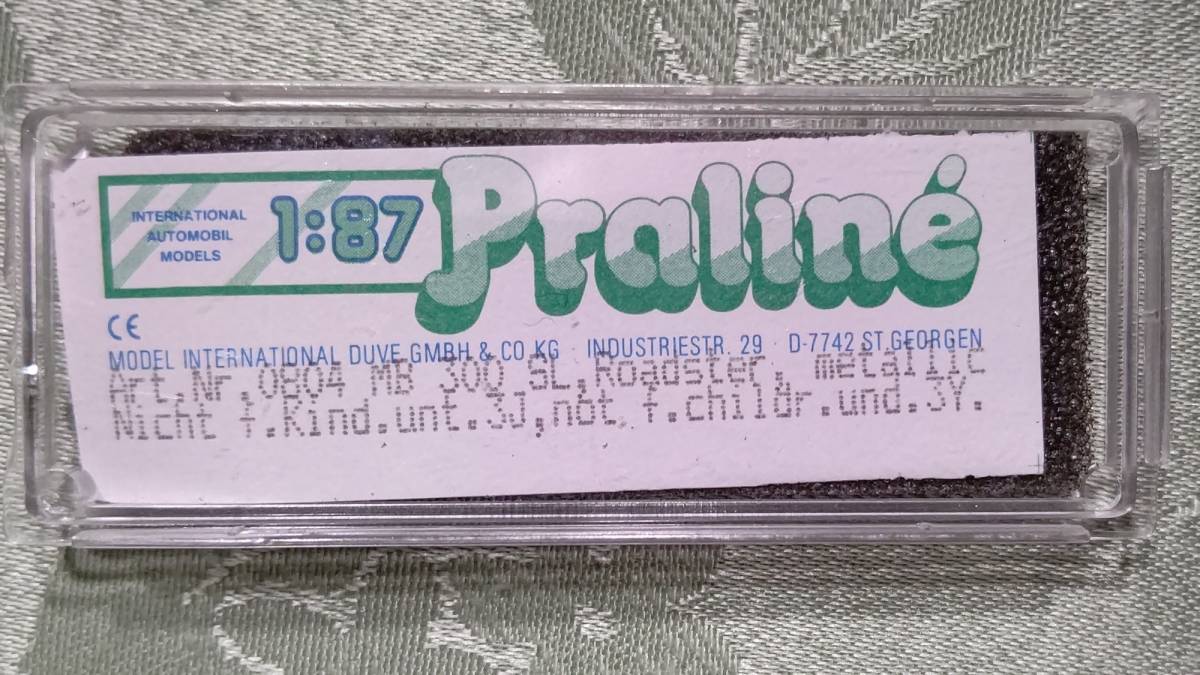 INTERNATIONAL
AUTOMOBIL
MODELS
1:87
Praliné
CE
MODEL INTERNATIONAL DUVE GMBH & CO KG · INDUSTRIESTR. 29 · D-7742 ST.GEORGEN
Art.Nr.0804 MB 300 SL,Roadster, metallic
Nicht f.Kind.unt.3J,not f.childr.und.3Y.